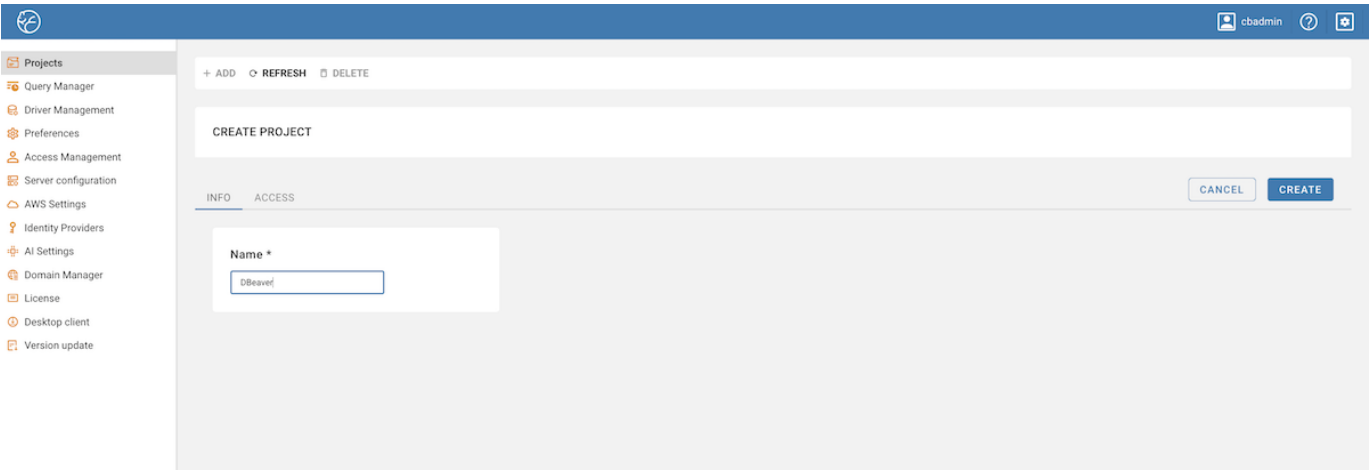 cbadmin
Projects
Query Manager
Driver Management
Preferences
Access Management
Server configuration
AWS Settings
Identity Providers
AI Settings
Domain Manager
License
Desktop client
Version update
+ ADD REFRESH DELETE
CREATE PROJECT
INFO ACCESS CANCEL CREATE
Name *
DBeaver